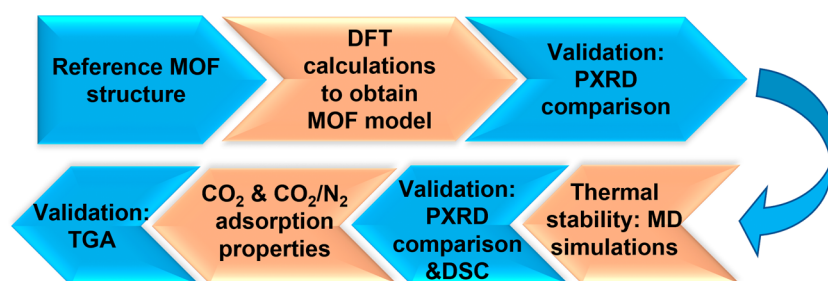 Reference MOF
structure
DFT
calculations
to obtain
MOF model
Validation:
PXRD
comparison
Thermal
stability: MD
simulations
Validation:
PXRD
comparison
&DSC
CO₂ & CO₂/N₂
adsorption
properties
Validation:
TGA